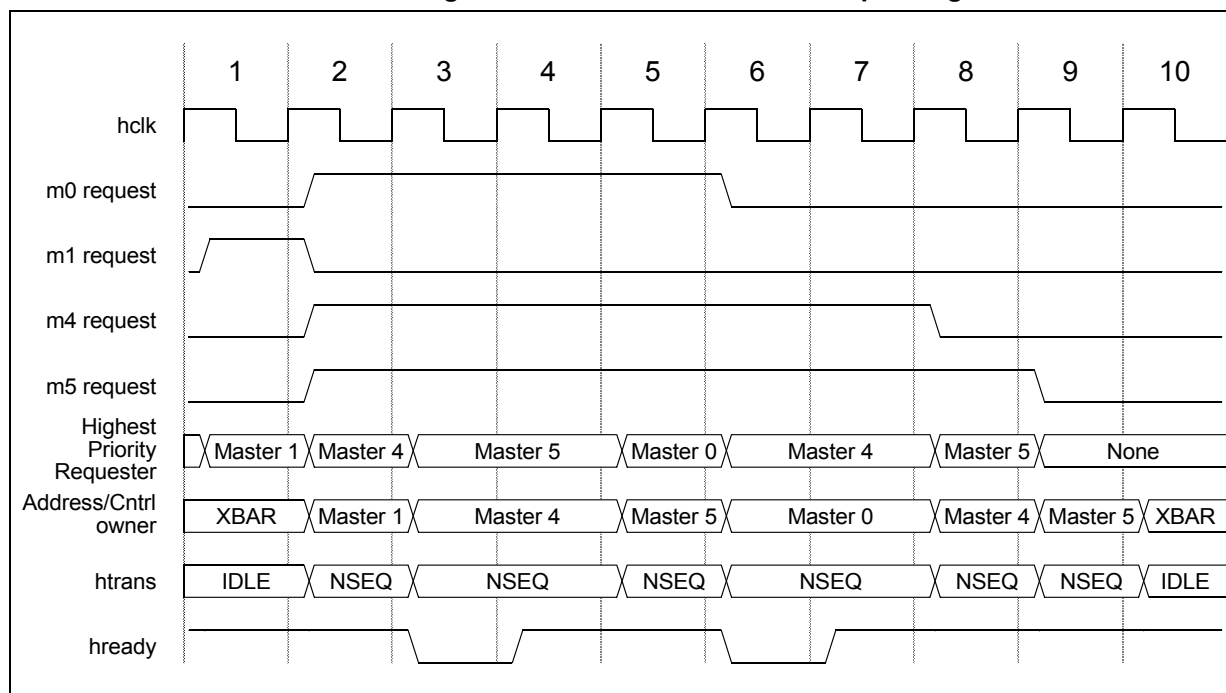 1 2 3 4 5 6 7 8 9 10
hclk
m0 request
m1 request
m4 request
m5 request
Highest
Priority
Requester
Master 1 Master 4 Master 5 Master 0 Master 4 Master 5 None
Address/Cntrl
owner
XBAR Master 1 Master 4 Master 5 Master 0 Master 4 Master 5 XBAR
htrans IDLE NSEQ NSEQ NSEQ NSEQ NSEQ NSEQ IDLE
hready